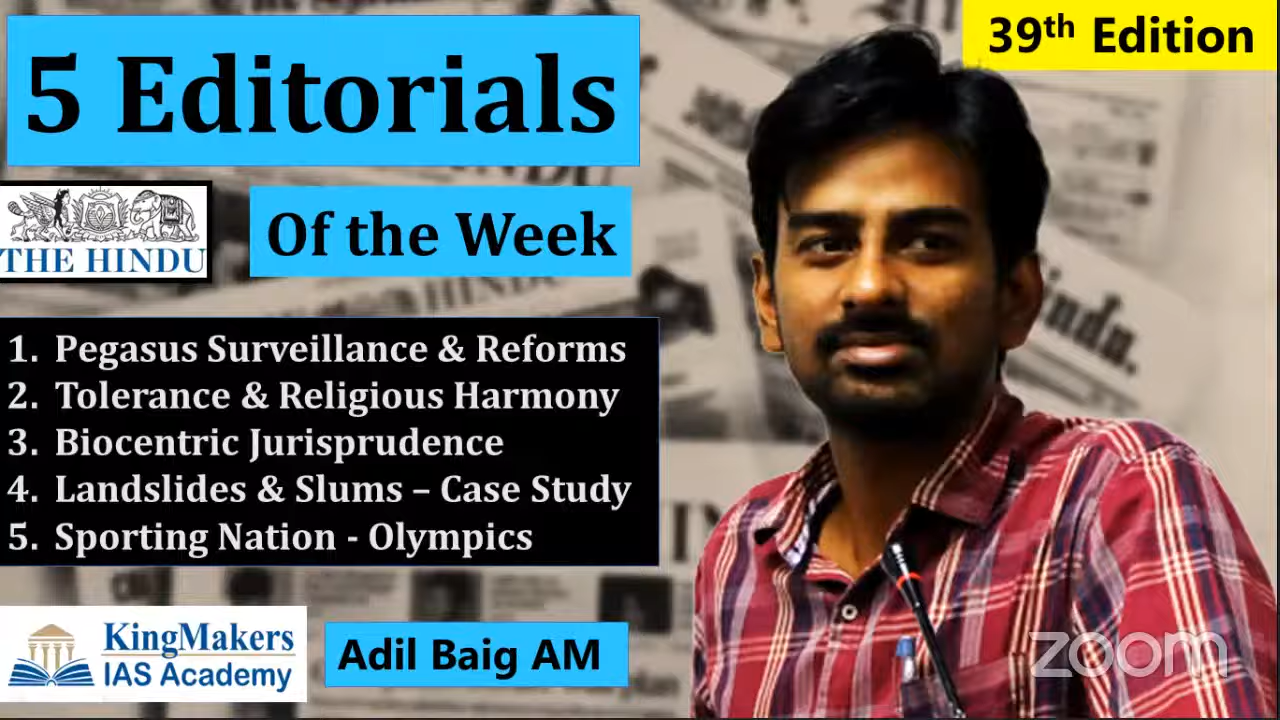 39th Edition
5 Editorials
THE HINDU
Of the Week
1. Pegasus Surveillance & Reforms
2. Tolerance & Religious Harmony
3. Biocentric Jurisprudence
4. Landslides & Slums – Case Study
5. Sporting Nation - Olympics
KingMakers
IAS Academy
Adil Baig AM
zoom